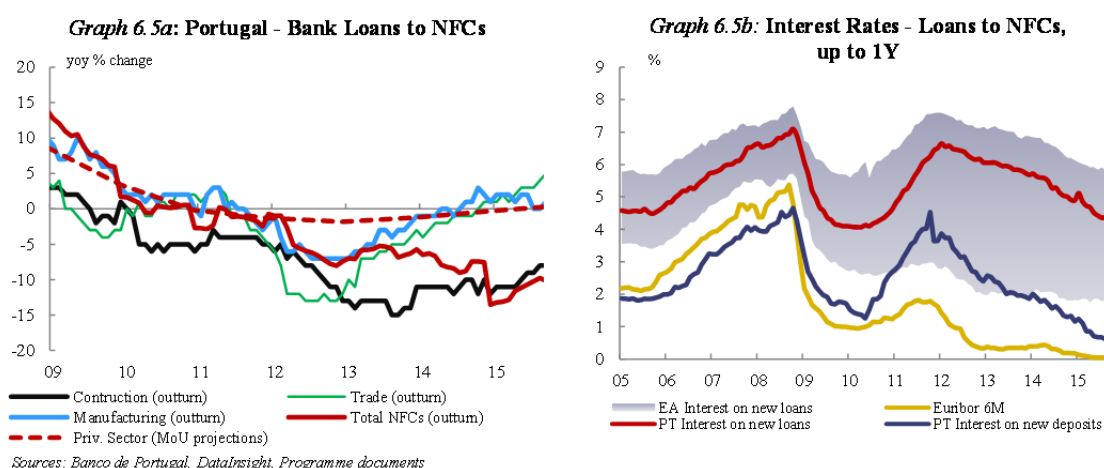 Graph 6.5a: Portugal - Bank Loans to NFCs
yoy % change
20
15
10
5
0
-5
-10
-15
-20
09 10 11 12 13 14 15
Contruction (outturn) Trade (outturn)
Manufacturing (outturn) Total NFCs (outturn)
Priv. Sector (MoU projections)
Sources: Banco de Portugal, DataInsight, Programme documents
Graph 6.5b: Interest Rates - Loans to NFCs,
up to 1Y
%
9
8
7
6
5
4
3
2
1
0
05 06 07 08 09 10 11 12 13 14 15
EA Interest on new loans Euribor 6M
PT Interest on new loans PT Interest on new deposits